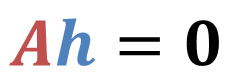 Ah = 0